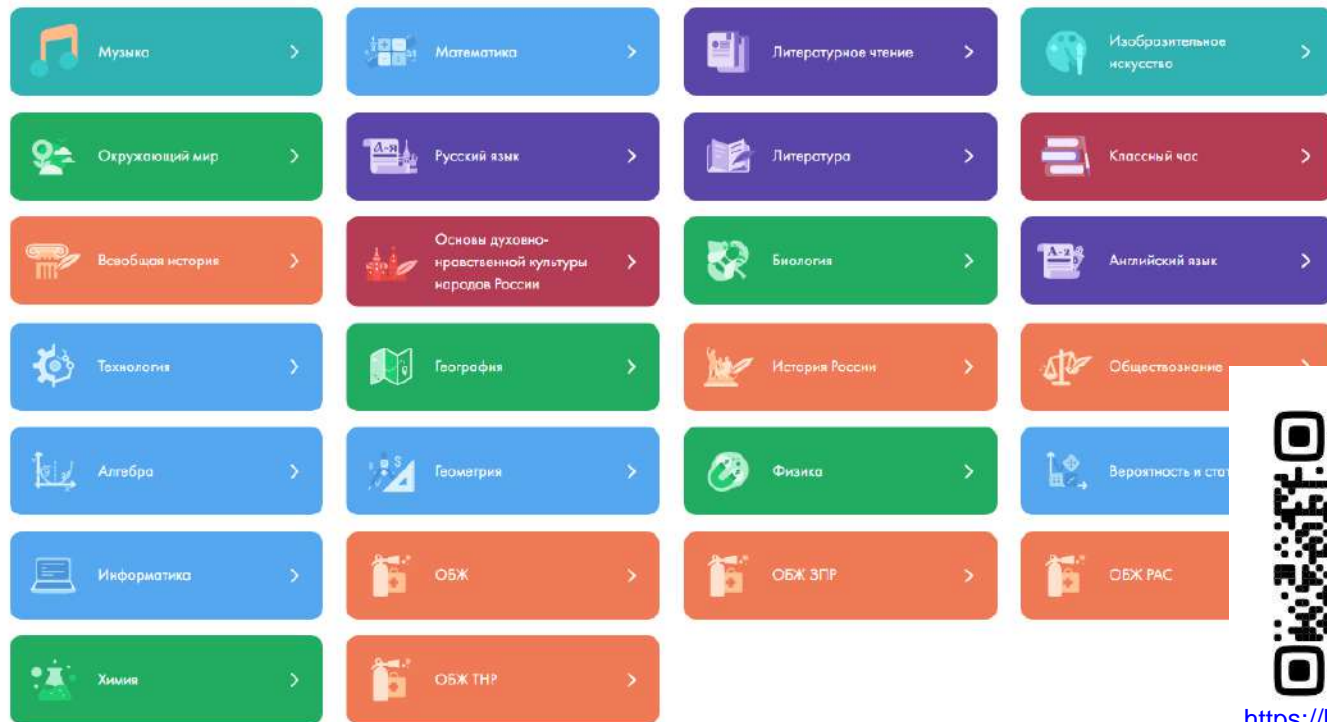 Музыка
Математика
Литературное чтение
Изобразительное
искусство
Окружающий мир
Русский язык
Литература
Классный час
Всеобщая история
Основы духовно-
нравственной культуры
народов России
Биология
Английский язык
Технология
География
История России
Обществознание
Алгебра
Геометрия
Физика
Вероятность и стат
Информатика
ОБЖ
ОБЖ ЗПР
ОБЖ РАС
Химия
ОБЖ ТНР
https://